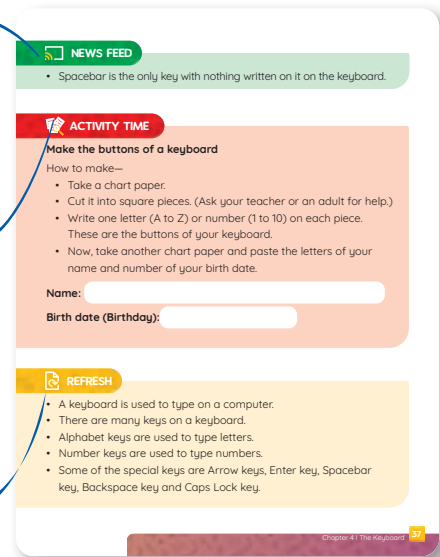 NEWS FEED
• Spacebar is the only key with nothing written on it on the keyboard.
ACTIVITY TIME
Make the buttons of a keyboard
How to make—
• Take a chart paper.
• Cut it into square pieces. (Ask your teacher or an adult for help.)
• Write one letter (A to Z) or number (1 to 10) on each piece.
These are the buttons of your keyboard.
• Now, take another chart paper and paste the letters of your
name and number of your birth date.
Name:
Birth date (Birthday):
REFRESH
• A keyboard is used to type on a computer.
• There are many keys on a keyboard.
• Alphabet keys are used to type letters.
• Number keys are used to type numbers.
• Some of the special keys are Arrow keys, Enter key, Spacebar
key, Backspace key and Caps Lock key.
Chapter 4 I The Keyboard 37